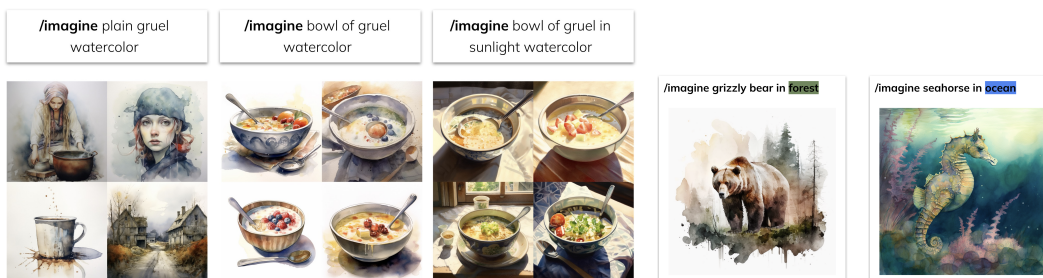 /imagine plain gruel
watercolor
/imagine bowl of gruel
watercolor
/imagine bowl of gruel in
sunlight watercolor
/imagine grizzly bear in forest
/imagine seahorse in ocean